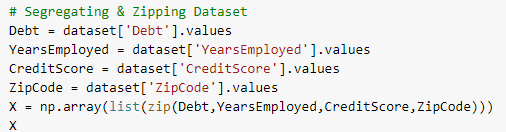 # Segregating & Zipping Dataset
Debt = dataset['Debt'].values
YearsEmployed = dataset['YearsEmployed'].values
CreditScore = dataset['CreditScore'].values
ZipCode = dataset['ZipCode'].values
X = np.array(list(zip(Debt,YearsEmployed,CreditScore,ZipCode)))
X